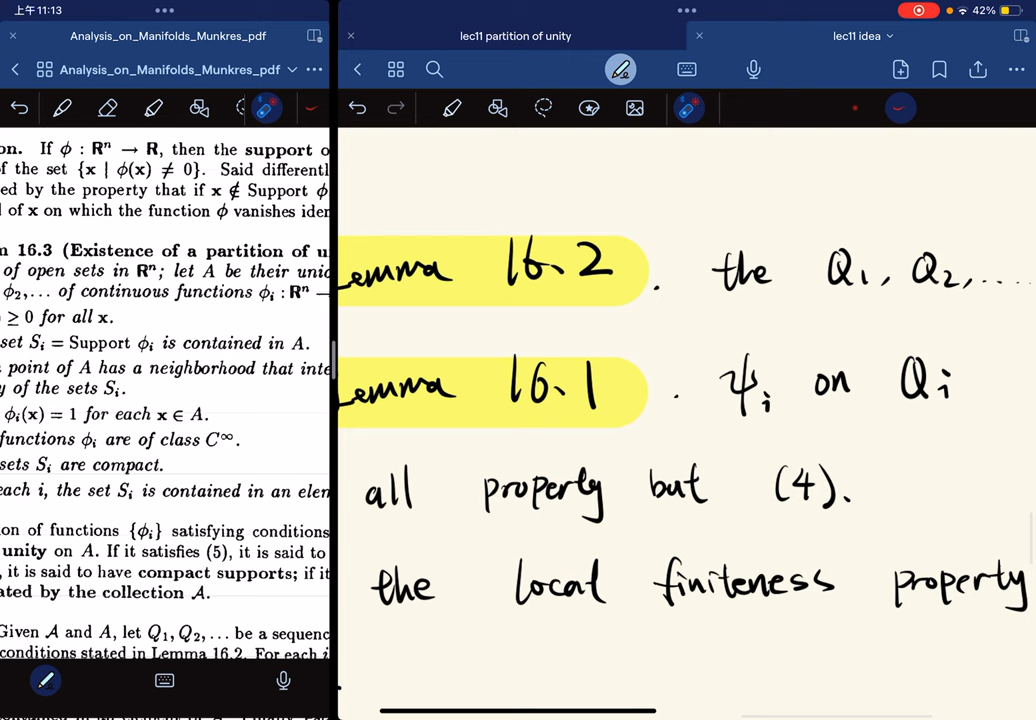 上午11:13
42%
Analysis_on_Manifolds_Munkres_pdf
lec11 partition of unity
lec11 idea
Analysis_on_Manifolds_Munkres_pdf
on. If ϕ : Rⁿ → R, then the support o
f the set {x | ϕ(x) ≠ 0}. Said differentl
ed by the property that if x ∉ Support ϕ
l of x on which the function ϕ vanishes iden
m 16.3 (Existence of a partition of u
of open sets in Rⁿ; let A be their unio
ϕ₂,... of continuous functions ϕᵢ : Rⁿ →
≥ 0 for all x.
set Sᵢ = Support ϕᵢ is contained in A.
point of A has a neighborhood that inte
y of the sets Sᵢ.
ϕᵢ(x) = 1 for each x ∈ A.
functions ϕᵢ are of class C∞.
sets Sᵢ are compact.
each i, the set Sᵢ is contained in an elem
on of functions {ϕᵢ} satisfying conditions
unity on A. If it satisfies (5), it is said to
, it is said to have compact supports; if it
ated by the collection A.
Given A and A, let Q₁, Q₂,... be a sequenc
conditions stated in Lemma 16.2. For each i
Lemma 16.2 . the Q₁, Q₂, .....
Lemma 16.1 . ψᵢ on Qᵢ
all property but (4).
the local finiteness property